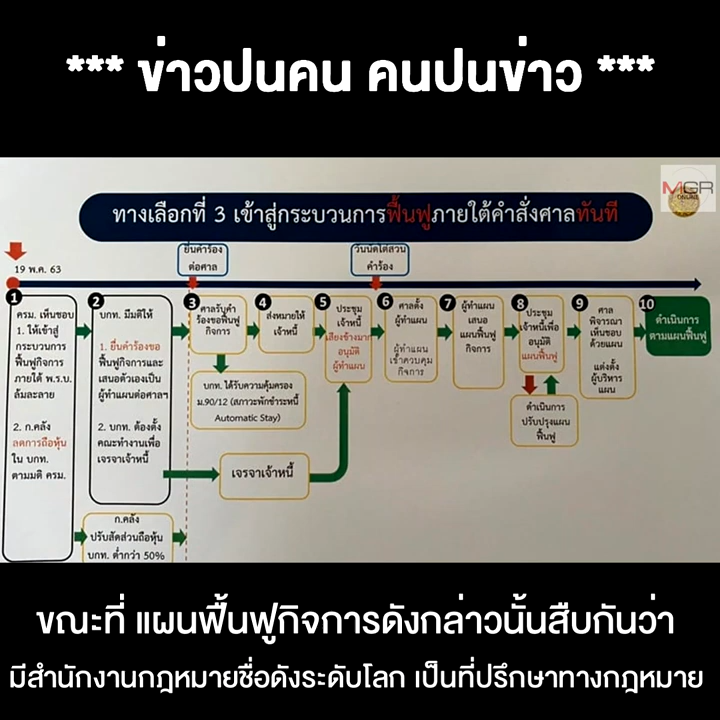 *** ข่าวปนคน คนปนข่าว ***
MGR
ONLINE
ทางเลือกที่ 3 เข้าสู่กระบวนการฟื้นฟูภายใต้คำสั่งศาลทันที
19 พ.ค. 63
ยื่นคำร้อง
ต่อศาล
วันนัดไต่สวน
คำร้อง
1
ครม. เห็นชอบ
1. ให้เข้าสู่
กระบวนการ
ฟื้นฟูกิจการ
ภายใต้ พ.ร.บ.
ล้มละลาย
2. ก.คลัง
ลดการถือหุ้น
ใน บกท.
ตามมติ ครม.
2
บกท. มีมติให้
1. ยื่นคำร้องขอ
ฟื้นฟูกิจการและ
เสนอตัวเองเป็น
ผู้ทำแผนต่อศาลฯ
2. บกท. ต้องตั้ง
คณะทำงานเพื่อ
เจรจาเจ้าหนี้
3
ศาลรับคำ
ร้องขอฟื้นฟู
กิจการ
4
ส่งหมายให้
เจ้าหนี้
5
ประชุม
เจ้าหนี้
เสียงข้างมาก
อนุมัติ
ผู้ทำแผน
6
ศาลตั้ง
ผู้ทำแผน
ผู้ทำแผน
เข้าควบคุม
กิจการ
7
ผู้ทำแผน
เสนอ
แผนฟื้นฟู
กิจการ
8
ประชุม
เจ้าหนี้เพื่อ
อนุมัติ
แผนฟื้นฟู
9
ศาล
พิจารณา
เห็นชอบ
ด้วยแผน
แต่งตั้ง
ผู้บริหาร
แผน
10
ดำเนินการ
ตามแผนฟื้นฟู
บกท. ได้รับความคุ้มครอง
ม.90/12 (สภาวะพักชำระหนี้
Automatic Stay)
ดำเนินการ
ปรับปรุงแผน
ฟื้นฟู
เจรจาเจ้าหนี้
ก.คลัง
ปรับสัดส่วนถือหุ้น
บกท. ต่ำกว่า 50%
ขณะที่ แผนฟื้นฟูกิจการดังกล่าวนั้นสืบกันว่า
มีสำนักงานกฎหมายชื่อดังระดับโลก เป็นที่ปรึกษาทางกฎหมาย